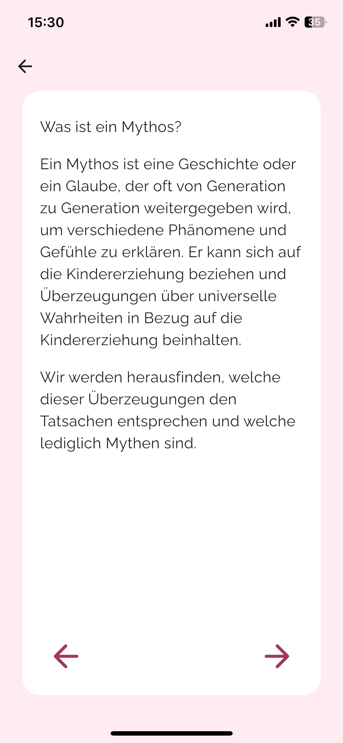 15:30
35
Was ist ein Mythos?
Ein Mythos ist eine Geschichte oder
ein Glaube, der oft von Generation
zu Generation weitergegeben wird,
um verschiedene Phänomene und
Gefühle zu erklären. Er kann sich auf
die Kindererziehung beziehen und
Überzeugungen über universelle
Wahrheiten in Bezug auf die
Kindererziehung beinhalten.
Wir werden herausfinden, welche
dieser Überzeugungen den
Tatsachen entsprechen und welche
lediglich Mythen sind.